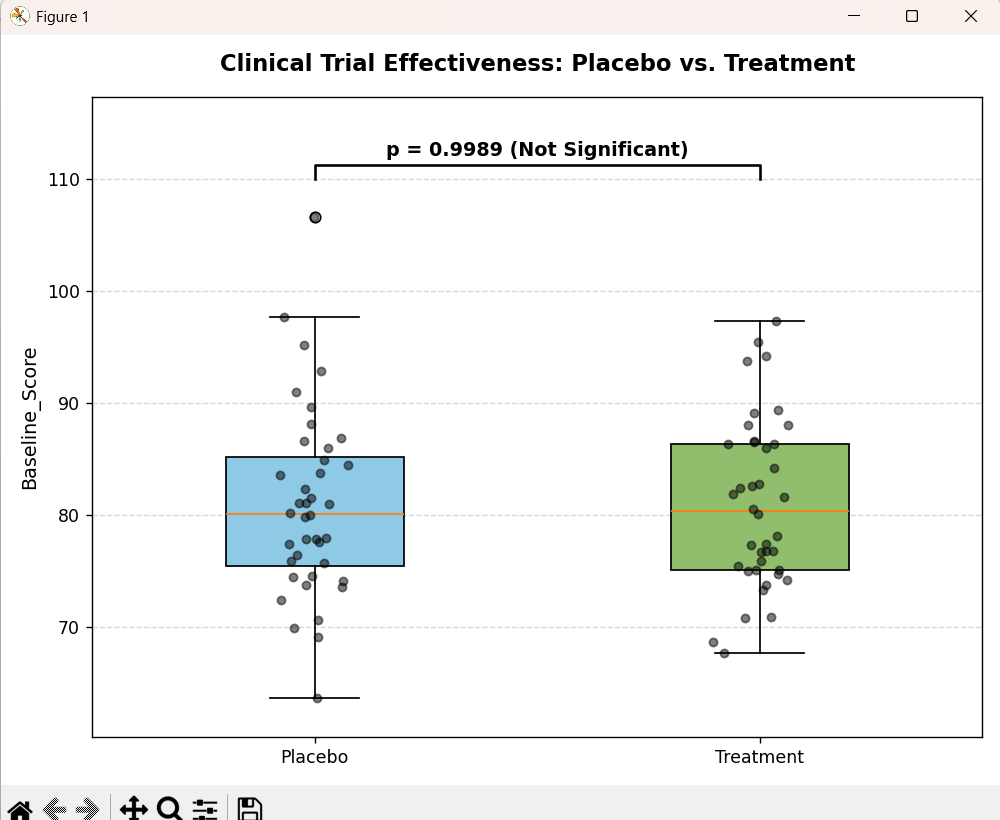 Figure 1
Clinical Trial Effectiveness: Placebo vs. Treatment
p = 0.9989 (Not Significant)
110
100
90
80
70
Baseline_Score
Placebo
Treatment